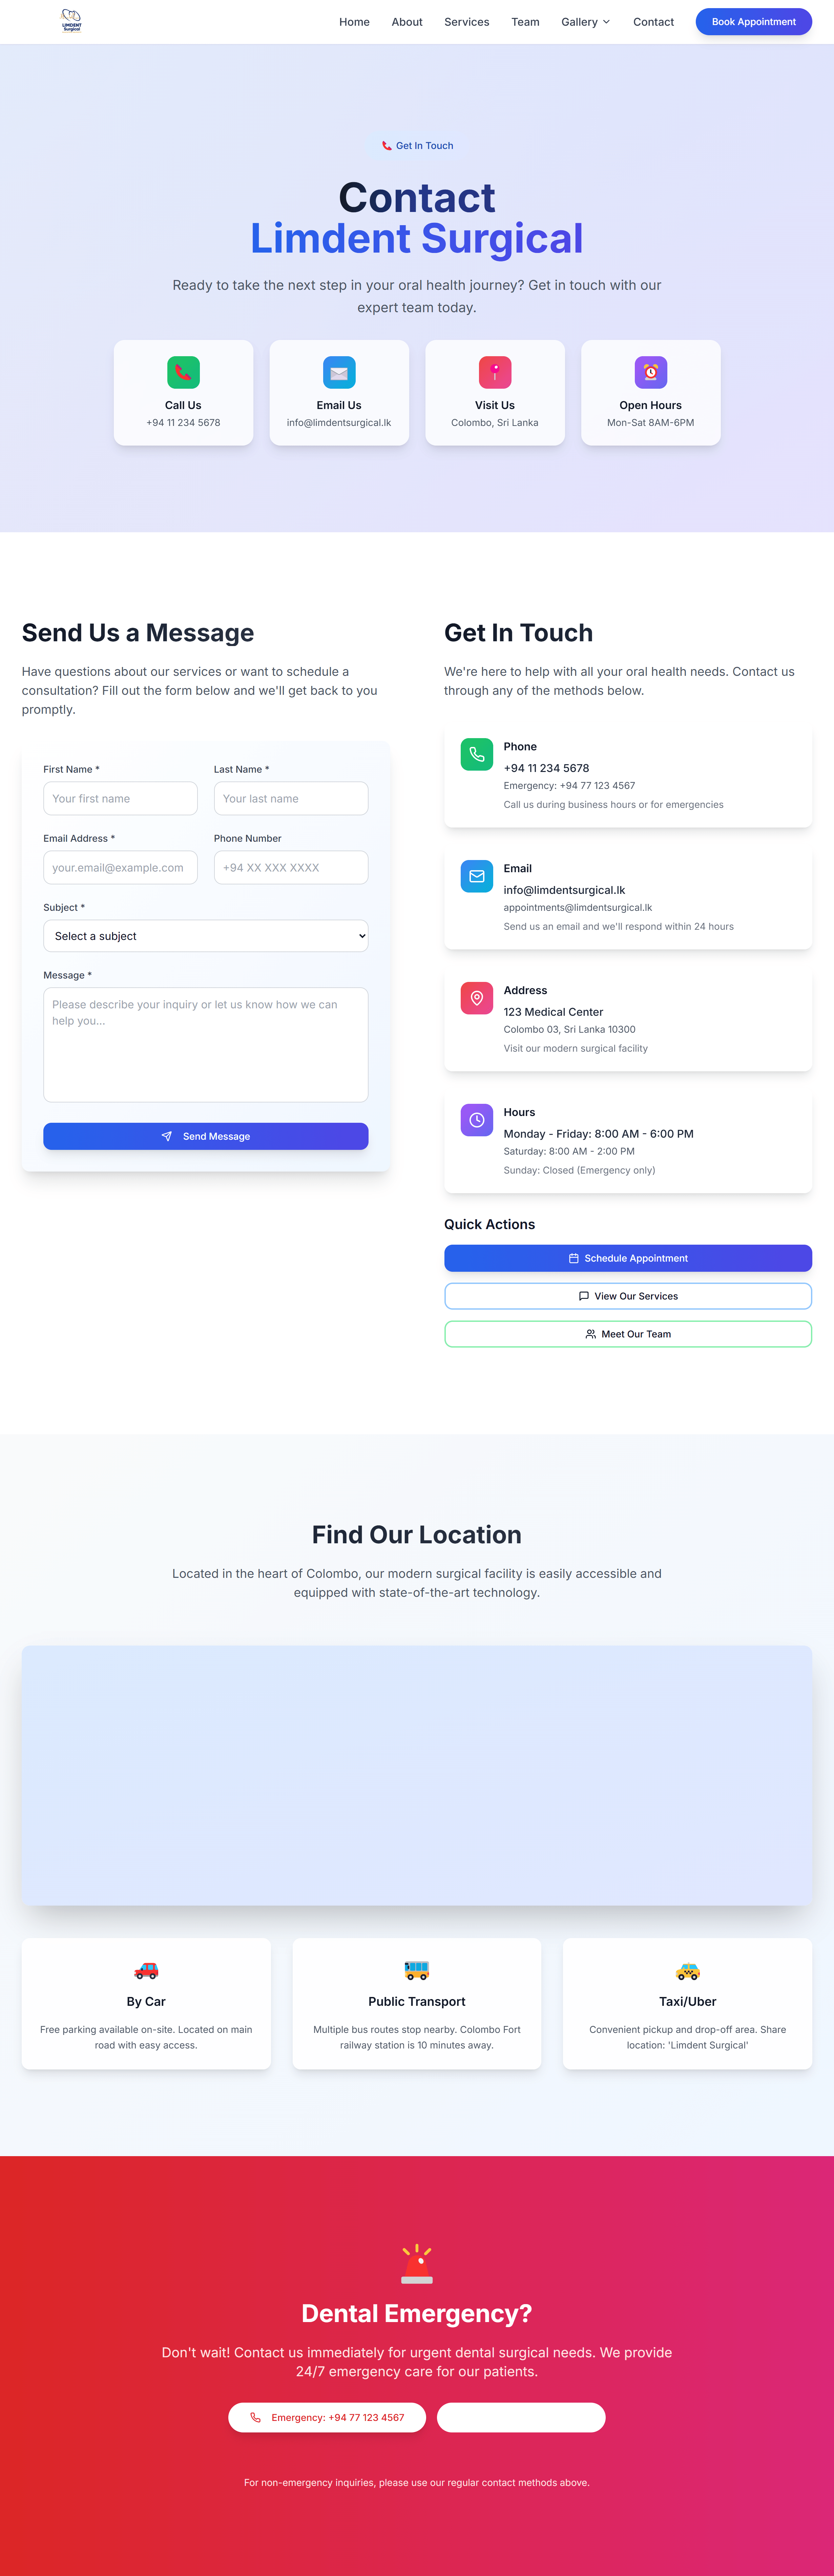 LIMDENT
Surgical
Home
About
Services
Team
Gallery
Contact
Book Appointment
Get In Touch
Contact
Limdent Surgical
Ready to take the next step in your oral health journey? Get in touch with our
expert team today.
Call Us
+94 11 234 5678
Email Us
info@limdentsurgical.lk
Visit Us
Colombo, Sri Lanka
Open Hours
Mon-Sat 8AM-6PM
Send Us a Message
Have questions about our services or want to schedule a
consultation? Fill out the form below and we'll get back to you
promptly.
First Name *
Last Name *
Your first name
Your last name
Email Address *
Phone Number
your.email@example.com
+94 XX XXX XXXX
Subject *
Select a subject
Message *
Please describe your inquiry or let us know how we can
help you...
Send Message
Get In Touch
We're here to help with all your oral health needs. Contact us
through any of the methods below.
Phone
+94 11 234 5678
Emergency: +94 77 123 4567
Call us during business hours or for emergencies
Email
info@limdentsurgical.lk
appointments@limdentsurgical.lk
Send us an email and we'll respond within 24 hours
Address
123 Medical Center
Colombo 03, Sri Lanka 10300
Visit our modern surgical facility
Hours
Monday - Friday: 8:00 AM - 6:00 PM
Saturday: 8:00 AM - 2:00 PM
Sunday: Closed (Emergency only)
Quick Actions
Schedule Appointment
View Our Services
Meet Our Team
Find Our Location
Located in the heart of Colombo, our modern surgical facility is easily accessible and
equipped with state-of-the-art technology.
By Car
Free parking available on-site. Located on main
road with easy access.
Public Transport
Multiple bus routes stop nearby. Colombo Fort
railway station is 10 minutes away.
Taxi/Uber
Convenient pickup and drop-off area. Share
location: 'Limdent Surgical'
Dental Emergency?
Don't wait! Contact us immediately for urgent dental surgical needs. We provide
24/7 emergency care for our patients.
Emergency: +94 77 123 4567
For non-emergency inquiries, please use our regular contact methods above.